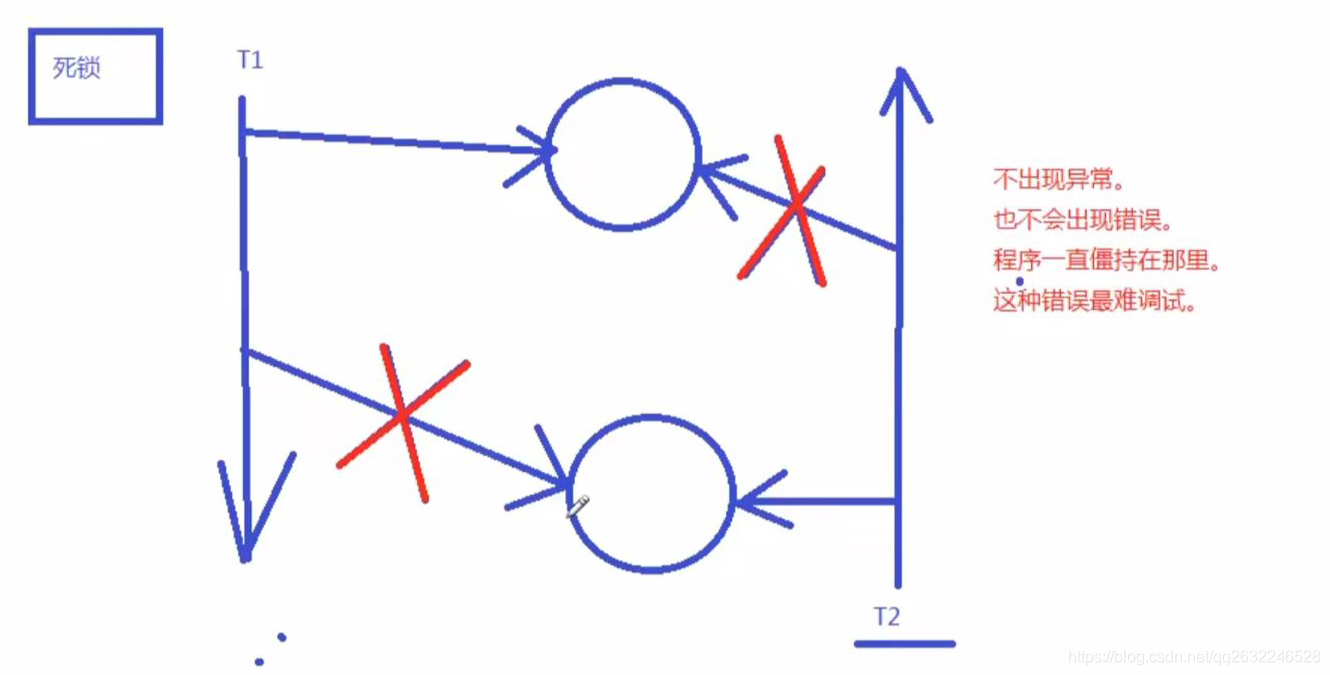 死锁
T1
不出现异常。
也不会出现错误。
程序一直僵持在那里。
这种错误最难调试。
T2
https://blog.csdn.net/qq2632246528